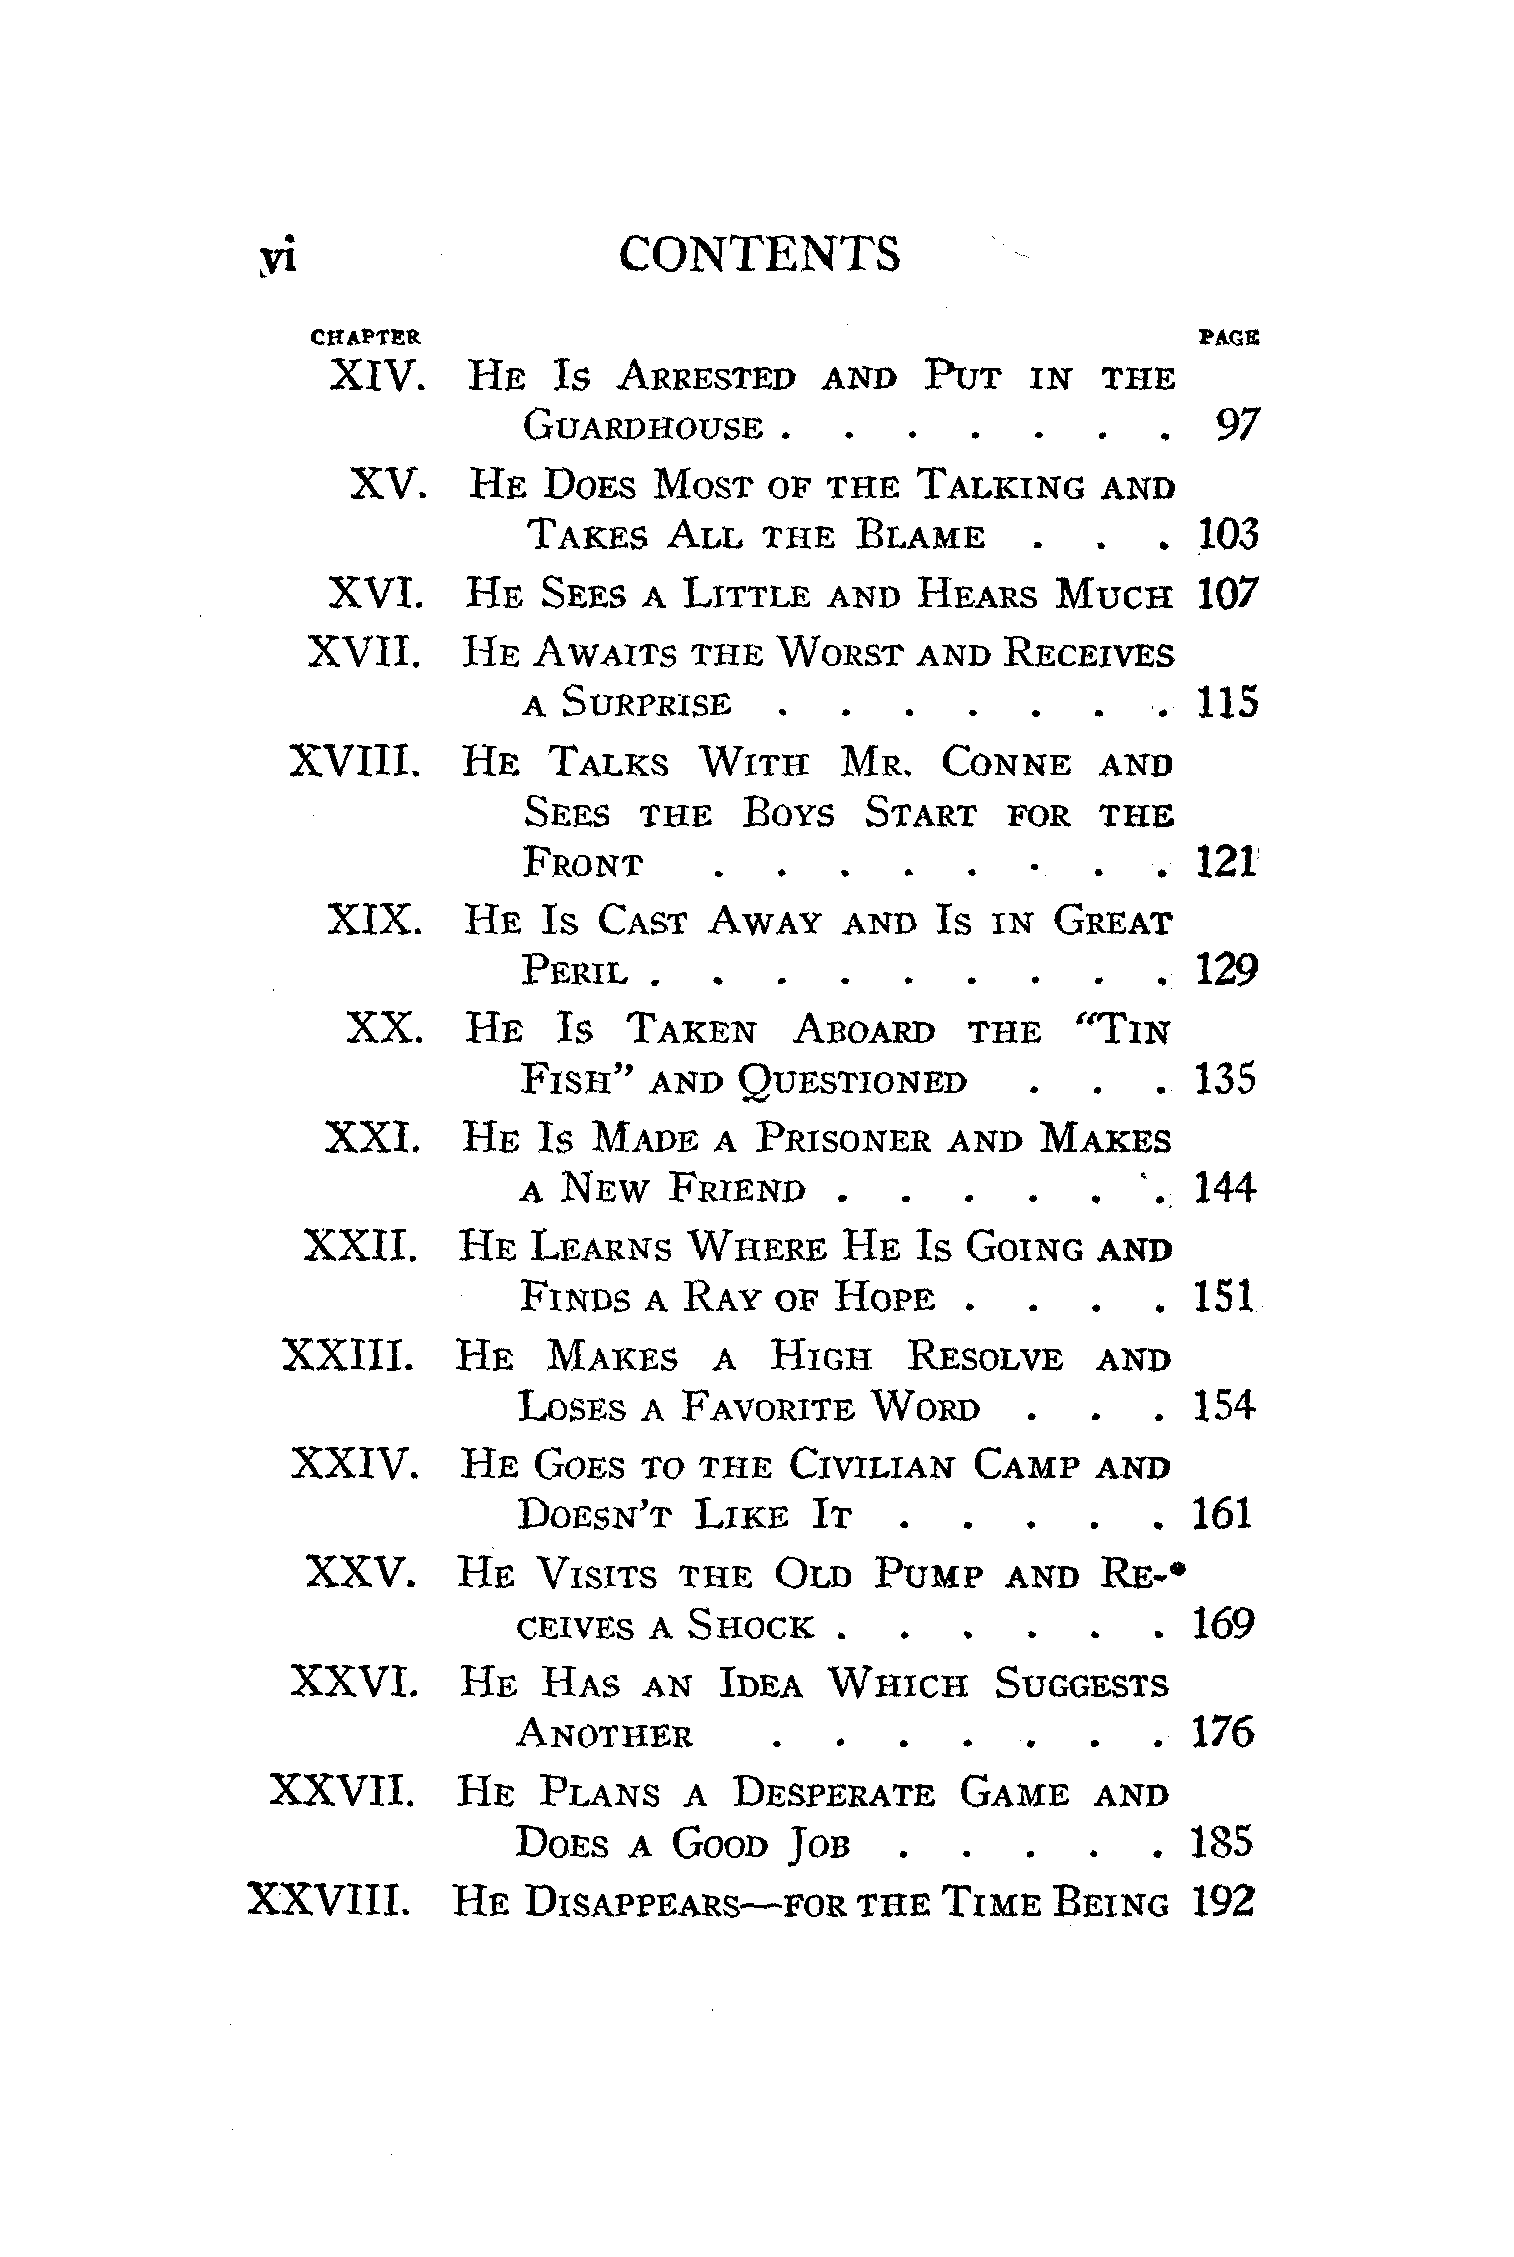 vi CONTENTS
CHAPTER PAGE
XIV. He Is Arrested and Put in the
Guardhouse . . . . . . . 97
XV. He Does Most of the Talking and
Takes All the Blame . . . 103
XVI. He Sees a Little and Hears Much 107
XVII. He Awaits the Worst and Receives
a Surprise . . . . . . . 115
XVIII. He Talks With Mr. Conne and
Sees the Boys Start for the
Front . . . . . . . . 121
XIX. He Is Cast Away and Is in Great
Peril . . . . . . . . . 129
XX. He Is Taken Aboard the “Tin
Fish” and Questioned . . . 135
XXI. He Is Made a Prisoner and Makes
a New Friend . . . . . . 144
XXII. He Learns Where He Is Going and
Finds a Ray of Hope . . . . 151
XXIII. He Makes a High Resolve and
Loses a Favorite Word . . . 154
XXIV. He Goes to the Civilian Camp and
Doesn’t Like It . . . . . 161
XXV. He Visits the Old Pump and Re-
ceives a Shock . . . . . . 169
XXVI. He Has an Idea Which Suggests
Another . . . . . . . 176
XXVII. He Plans a Desperate Game and
Does a Good Job . . . . . 185
XXVIII. He Disappears—for the Time Being 192